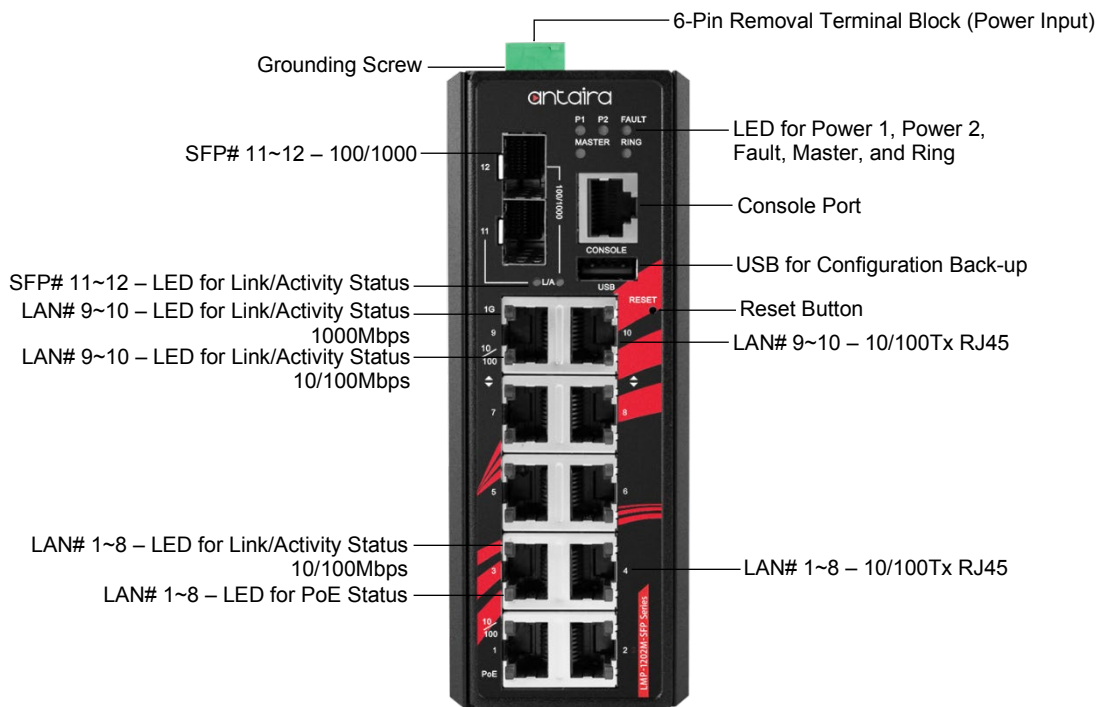 6-Pin Removal Terminal Block (Power Input)
Grounding Screw
antaira
P1 P2 FAULT
MASTER RING
LED for Power 1, Power 2,
Fault, Master, and Ring
SFP# 11~12 – 100/1000
12
100/1000
Console Port
11
CONSOLE
USB for Configuration Back-up
SFP# 11~12 – LED for Link/Activity Status
L/A
USB
RESET
Reset Button
LAN# 9~10 – LED for Link/Activity Status
1000Mbps
1G
9
10
LAN# 9~10 – 10/100Tx RJ45
LAN# 9~10 – LED for Link/Activity Status
10/100Mbps
10/100
7
8
5
6
LAN# 1~8 – LED for Link/Activity Status
10/100Mbps
3
4
LAN# 1~8 – 10/100Tx RJ45
LAN# 1~8 – LED for PoE Status
10/100
1
2
PoE
LMP-1202M-SFP Series